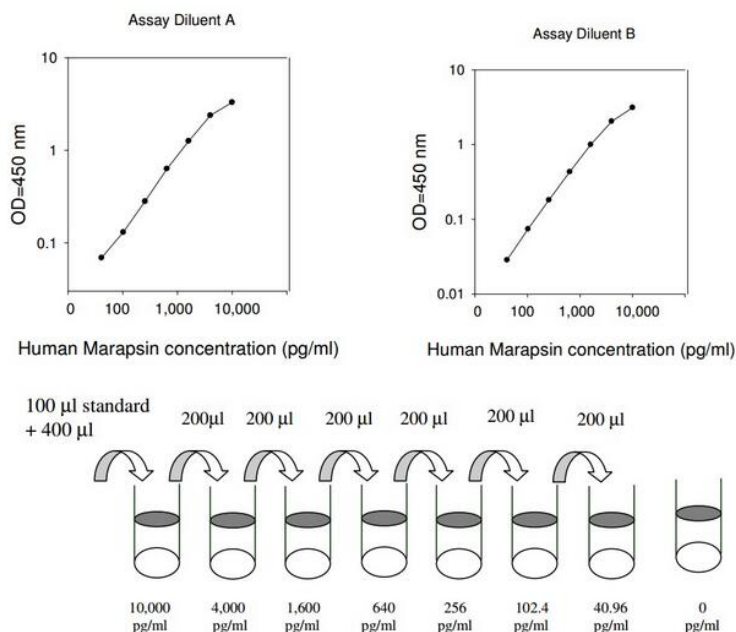 Assay Diluent A
10
1
0.1
OD=450 nm
0 100 1,000 10,000
Human Marapsin concentration (pg/ml)
Assay Diluent B
10
1
0.1
0.01
OD=450 nm
0 100 1,000 10,000
Human Marapsin concentration (pg/ml)
100 µl standard
+ 400 µl
200µl 200 µl 200 µl 200 µl 200 µl 200 µl
10,000 4,000 1,600 640 256 102.4 40.96 0
pg/ml pg/ml pg/ml pg/ml pg/ml pg/ml pg/ml pg/ml